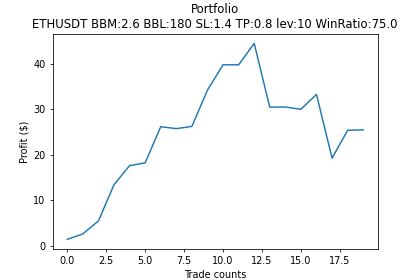 Portfolio
ETHUSDT BBM:2.6 BBL:180 SL:1.4 TP:0.8 lev:10 WinRatio:75.0
40
30
20
10
0
Profit ($)
0.0 2.5 5.0 7.5 10.0 12.5 15.0 17.5
Trade counts